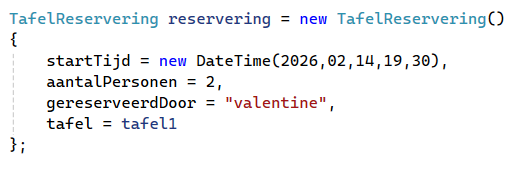 TafelReservering reservering = new TafelReservering()
{
startTijd = new DateTime(2026,02,14,19,30),
aantalPersonen = 2,
gereserveerdDoor = "valentine",
tafel = tafel1
};